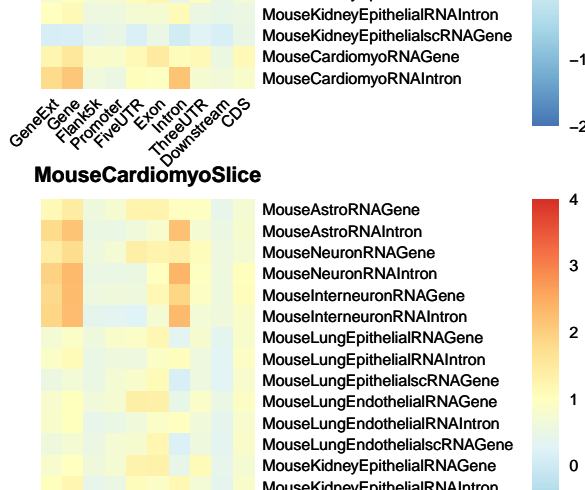 MouseKidneyEpithelialRNAIntron
MouseKidneyEpithelialscRNAGene
MouseCardiomyoRNAGene
MouseCardiomyoRNAIntron
−1
−2
GeneExt
Gene
Flank5k
Promoter
FiveUTR
Exon
Intron
ThreeUTR
Downstream
CDS
MouseCardiomyoSlice
MouseAstroRNAGene
MouseAstroRNAIntron
MouseNeuronRNAGene
MouseNeuronRNAIntron
MouseInterneuronRNAGene
MouseInterneuronRNAIntron
MouseLungEpithelialRNAGene
MouseLungEpithelialRNAIntron
MouseLungEpithelialscRNAGene
MouseLungEndothelialRNAGene
MouseLungEndothelialRNAIntron
MouseLungEndothelialscRNAGene
MouseKidneyEpithelialRNAGene
MouseKidneyEpithelialRNAIntron
4
3
2
1
0